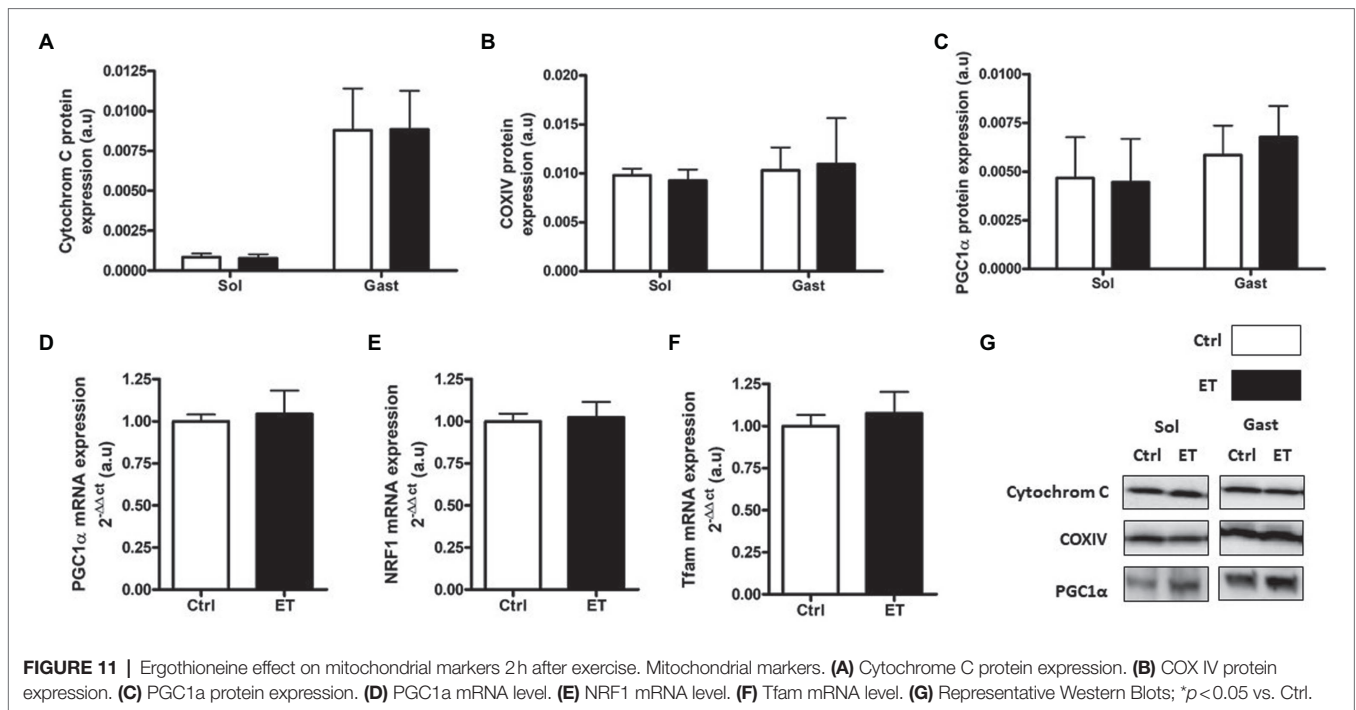 A
Cytochrom C protein
expression (a.u)
0.0125
0.0100
0.0075
0.0050
0.0025
0.0000
Sol
Gast
B
COXIV protein
expression (a.u)
0.020
0.015
0.010
0.005
0.000
Sol
Gast
C
PGC1α protein expression (a.u)
0.0100
0.0075
0.0050
0.0025
0.0000
Sol
Gast
D
PGC1α mRNA expression
2^-ΔΔct (a.u)
1.25
1.00
0.75
0.50
0.25
0.00
Ctrl
ET
E
NRF1 mRNA expression
2^-ΔΔct (a.u)
1.25
1.00
0.75
0.50
0.25
0.00
Ctrl
ET
F
Tfam mRNA expression
2^-ΔΔct (a.u)
1.25
1.00
0.75
0.50
0.25
0.00
Ctrl
ET
G
Ctrl
ET
Sol Gast
Ctrl ET Ctrl ET
Cytochrom C
COXIV
PGC1α
FIGURE 11 | Ergothioneine effect on mitochondrial markers 2 h after exercise. Mitochondrial markers. (A) Cytochrome C protein expression. (B) COX IV protein
expression. (C) PGC1a protein expression. (D) PGC1a mRNA level. (E) NRF1 mRNA level. (F) Tfam mRNA level. (G) Representative Western Blots; *p < 0.05 vs. Ctrl.